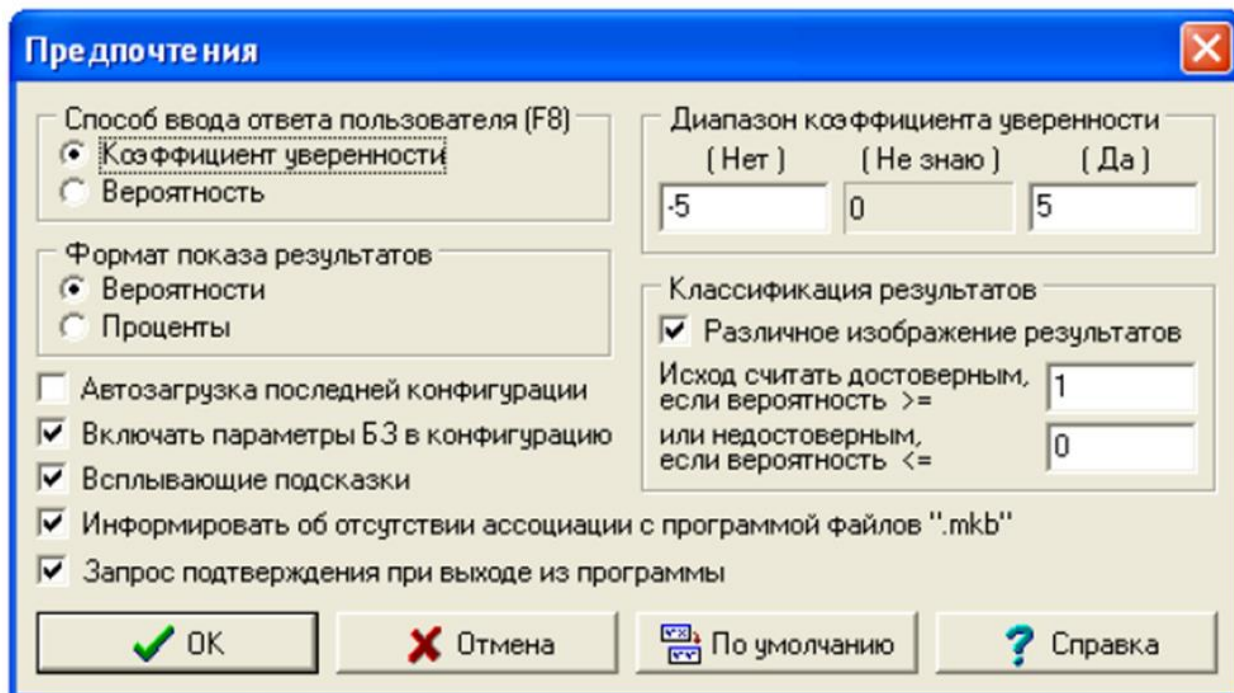 Предпочтения
Способ ввода ответа пользователя (F8)
Коэффициент уверенности
Вероятность
Диапазон коэффициента уверенности
( Нет ) ( Не знаю ) ( Да )
-5 0 5
Формат показа результатов
Вероятности
Проценты
Классификация результатов
Различное изображение результатов
Исход считать достоверным,
если вероятность >= 1
или недостоверным,
если вероятность <= 0
Автозагрузка последней конфигурации
Включать параметры БЗ в конфигурацию
Всплывающие подсказки
Информировать об отсутствии ассоциации с программой файлов ".mkb"
Запрос подтверждения при выходе из программы
OK Отмена По умолчанию Справка